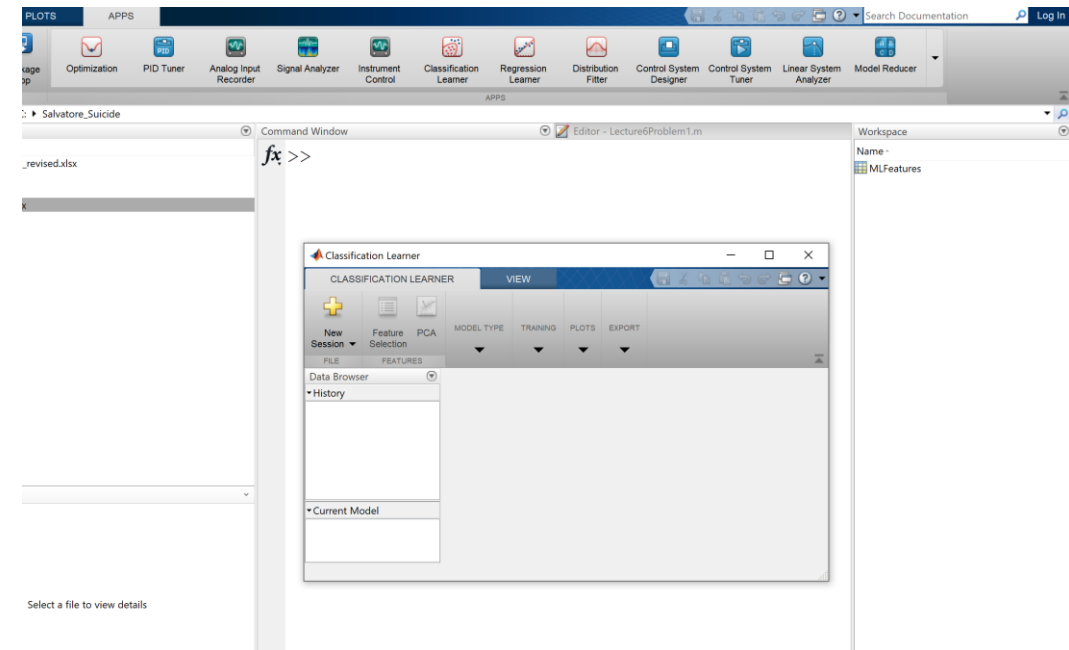 PLOTS APPS
Search Documentation Log In
Optimization PID Tuner Analog Input Recorder Signal Analyzer Instrument Control Classification Learner Regression Learner Distribution Fitter Control System Designer Control System Tuner Linear System Analyzer Model Reducer
APPS
Salvatore_Suicide
Command Window
Editor - Lecture6Problem1.m
Workspace
fx >>
Name
_revised.xlsx
MLFeatures
Classification Learner
CLASSIFICATION LEARNER VIEW
New Session
Feature Selection
PCA
MODEL TYPE TRAINING PLOTS EXPORT
FILE FEATURES
Data Browser
History
Current Model
Select a file to view details